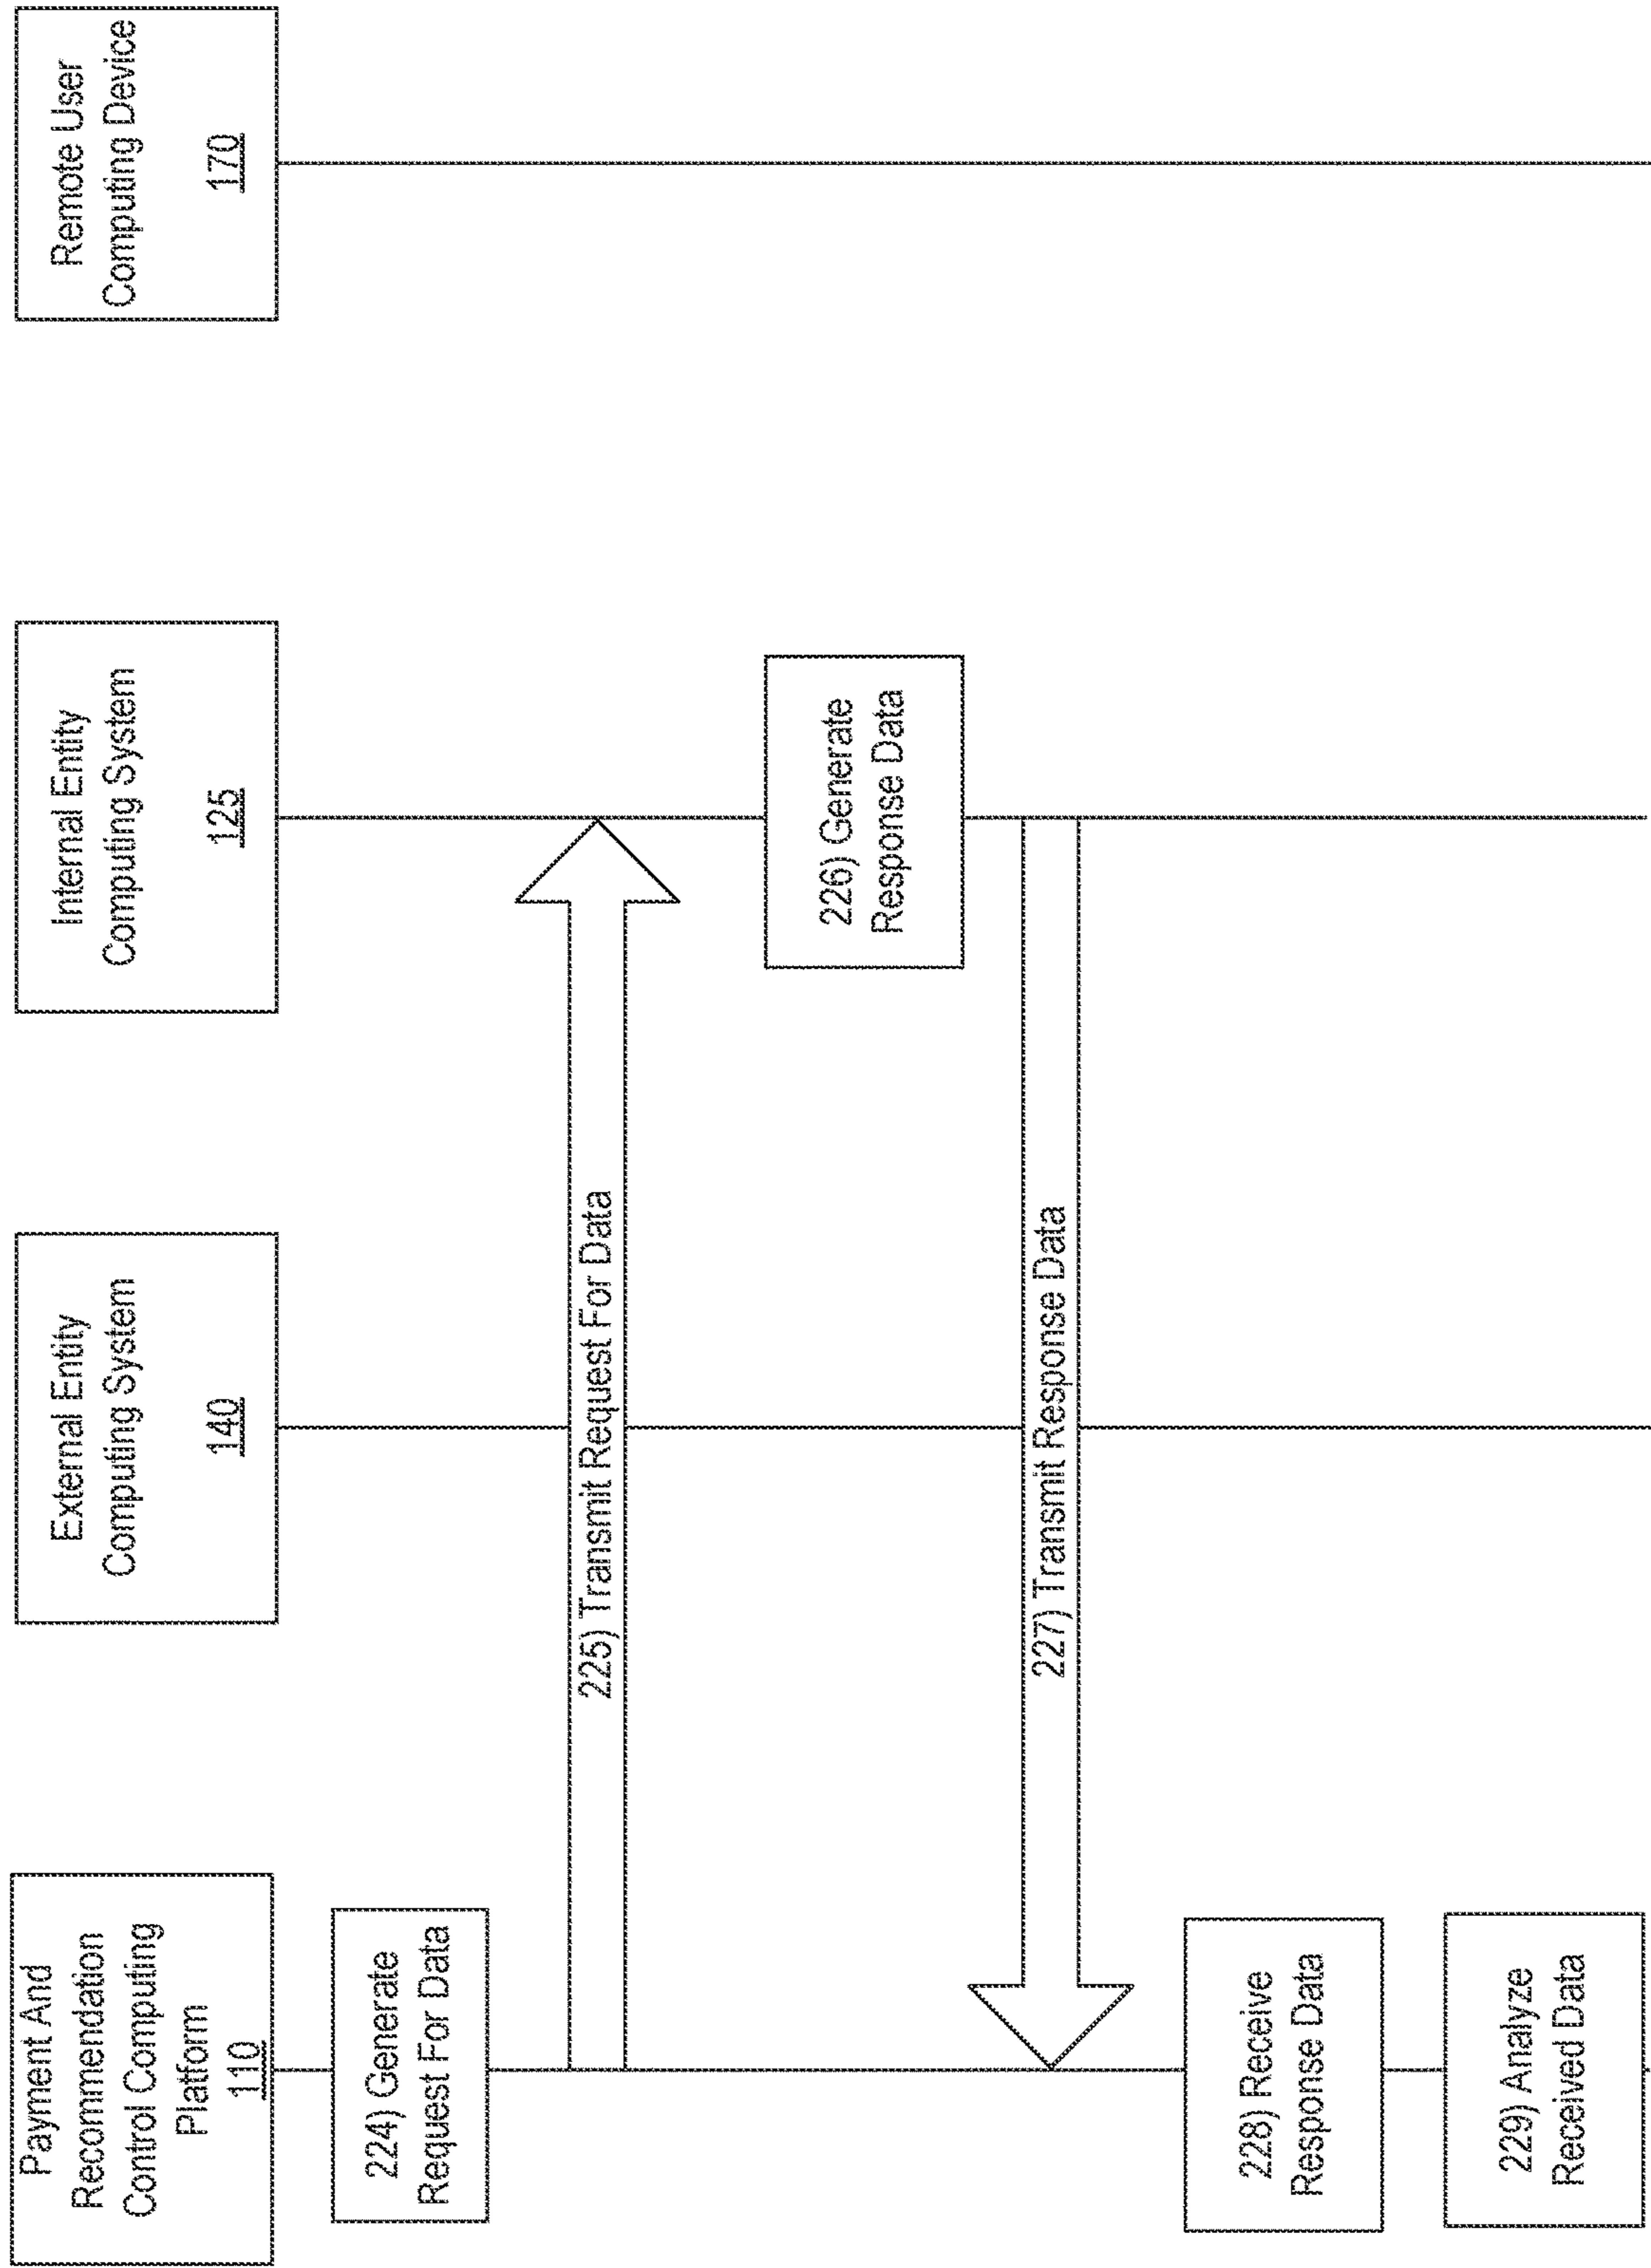 Payment And
Recommendation
Control Computing
Platform
110
External Entity
Computing System
140
Internal Entity
Computing System
125
Remote User
Computing Device
170
224) Generate
Request For Data
225) Transmit Request For Data
226) Generate
Response Data
227) Transmit Response Data
228) Receive
Response Data
229) Analyze
Received Data